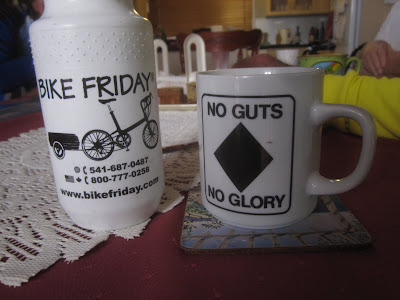 BIKE FRIDAY®
541-687-0487
800-777-0258
www.bikefriday.com
NO GUTS
NO GLORY